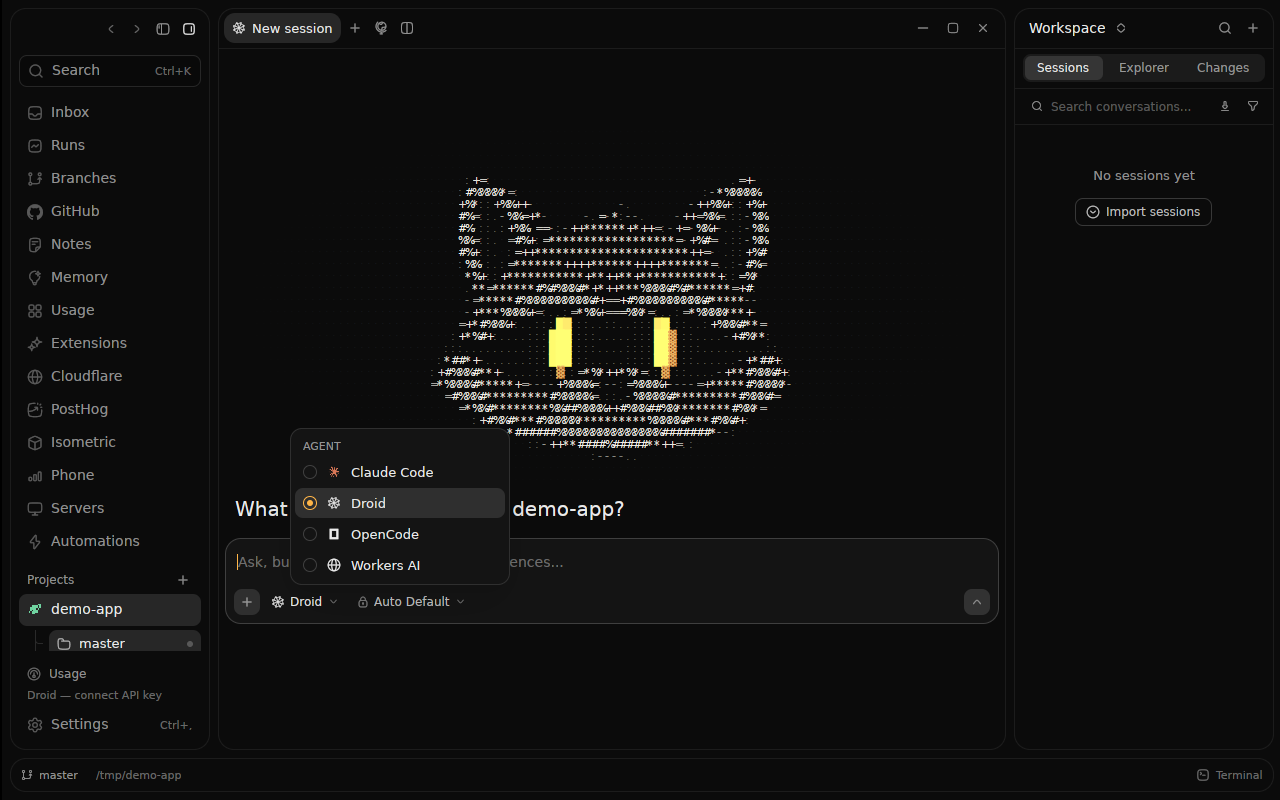 New session
Workspace
Search Ctrl+K
Sessions Explorer Changes
Inbox
Search conversations...
Runs
Branches
No sessions yet
GitHub
Import sessions
Notes
Memory
Usage
Extensions
Cloudflare
PostHog
Isometric
AGENT
Phone
Claude Code
Servers
What
Droid
demo-app?
Automations
OpenCode
Ask, bu
Workers AI
ences...
Projects
demo-app
Droid Auto Default
master
Usage
Droid — connect API key
Settings Ctrl+,
master /tmp/demo-app
Terminal